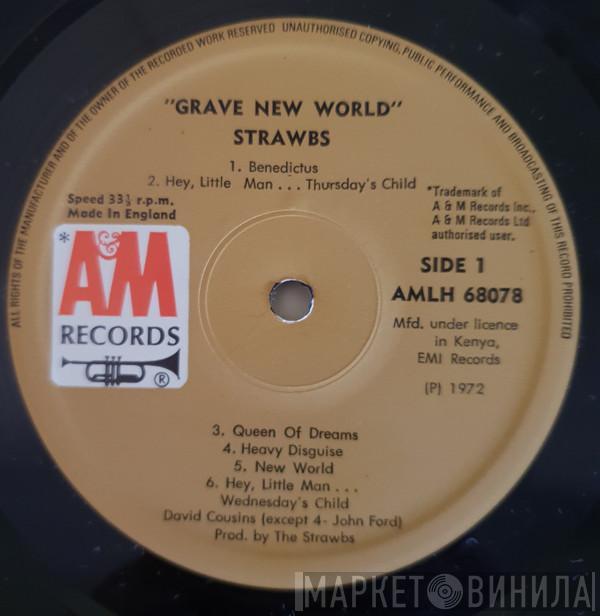 ALL RIGHTS OF THE MANUFACTURER AND OF THE OWNER OF THE RECORDED WORK RESERVED UNAUTHORISED COPYING, PUBLIC PERFORMANCE AND BROADCASTING OF THIS RECORD PROHIBITED
"GRAVE NEW WORLD"
STRAWBS
1. Benedictus
2. Hey, Little Man . . . Thursday's Child
Speed 33⅓ r.p.m.
Made In England
*Trademark of
A & M Records Inc.,
A & M Records Ltd
authorised user.
* A&M
RECORDS
®
SIDE 1
AMLH 68078
Mfd. under licence
in Kenya,
EMI Records
(P) 1972
3. Queen Of Dreams
4. Heavy Disguise
5. New World
6. Hey, Little Man . . .
Wednesday's Child
David Cousins (except 4- John Ford)
Prod. by The Strawbs
МАРКЕТ ВИНИЛА